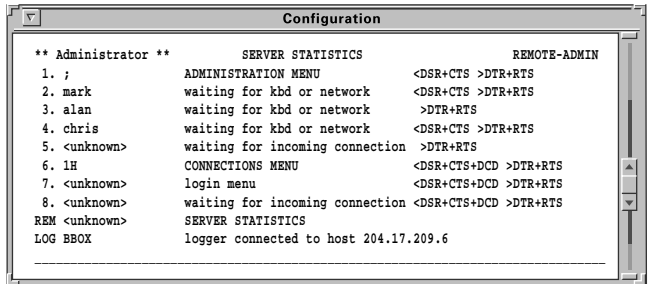 Configuration
** Administrator ** SERVER STATISTICS REMOTE-ADMIN
1. ; ADMINISTRATION MENU <DSR+CTS >DTR+RTS
2. mark waiting for kbd or network <DSR+CTS >DTR+RTS
3. alan waiting for kbd or network >DTR+RTS
4. chris waiting for kbd or network <DSR+CTS >DTR+RTS
5. <unknown> waiting for incoming connection >DTR+RTS
6. 1H CONNECTIONS MENU <DSR+CTS+DCD >DTR+RTS
7. <unknown> login menu <DSR+CTS+DCD >DTR+RTS
8. <unknown> waiting for incoming connection <DSR+CTS+DCD >DTR+RTS
REM <unknown> SERVER STATISTICS
LOG BBOX logger connected to host 204.17.209.6